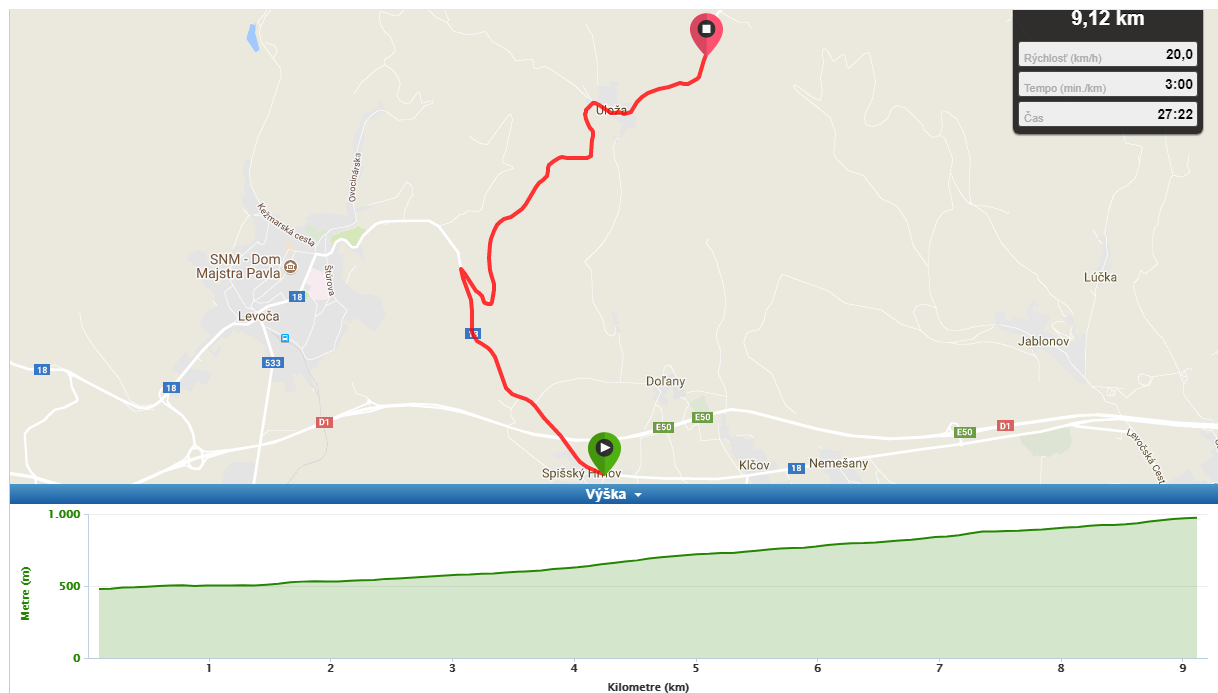 9,12 km
Rýchlosť (km/h) 20,0
Tempo (min./km) 3:00
Čas 27:22
Uloža
Ovocinárska
Kežmarská cesta
SNM - Dom
Majstra Pavla
Štúrova
18
Levoča
18
533
18
18
D1
Lúčka
Jablonov
Doľany
E50
E50
E50
D1
Levočská Cest
Spišský Hrhov
Klčov
18
Nemešany
Výška
1.000
500
0
Metre (m)
1 2 3 4 5 6 7 8 9
Kilometre (km)